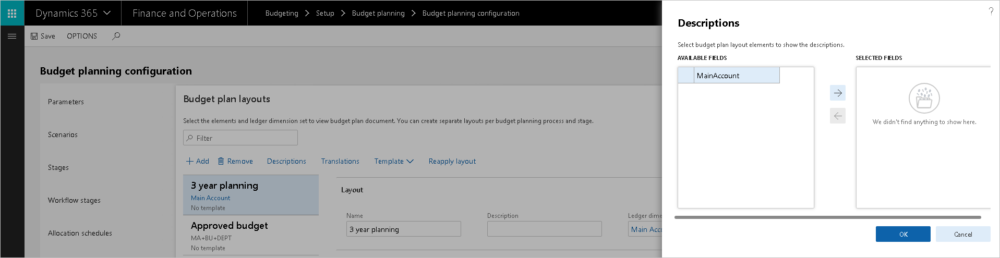 Dynamics 365
Finance and Operations
Budgeting > Setup > Budget planning > Budget planning configuration
Save OPTIONS
Budget planning configuration
Parameters
Scenarios
Stages
Workflow stages
Allocation schedules
Budget plan layouts
Select the elements and ledger dimension set to view budget plan document. You can create separate layouts per budget planning process and stage.
Filter
+ Add Remove Descriptions Translations Template Reapply layout
3 year planning
Main Account
No template
Approved budget
MA+BU+DEPT
No template
Layout
Name
3 year planning
Description
Ledger dime
Main Acc
?
Descriptions
Select budget plan layout elements to show the descriptions.
AVAILABLE FIELDS
MainAccount
SELECTED FIELDS
We didn't find anything to show here.
OK
Cancel